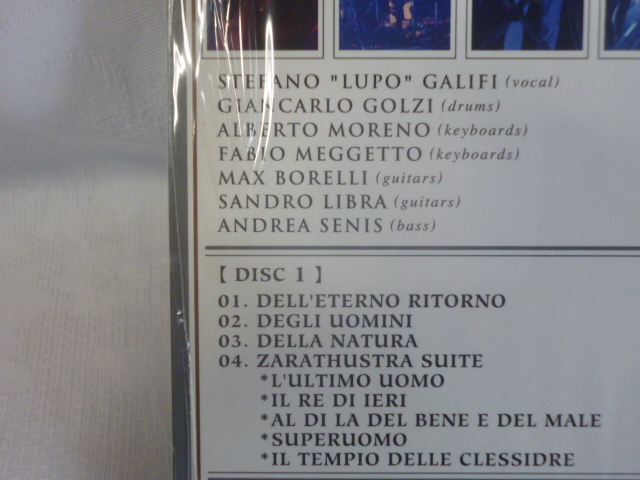 STEFANO "LUPO" GALIFI (vocal)
GIANCARLO GOLZI (drums)
ALBERTO MORENO (keyboards)
FABIO MEGGETTO (keyboards)
MAX BORELLI (guitars)
SANDRO LIBRA (guitars)
ANDREA SENIS (bass)
【 DISC 1 】
01. DELL'ETERNO RITORNO
02. DEGLI UOMINI
03. DELLA NATURA
04. ZARATHUSTRA SUITE
*L'ULTIMO UOMO
*IL RE DI IERI
*AL DI LA DEL BENE E DEL MALE
*SUPERUOMO
*IL TEMPIO DELLE CLESSIDRE